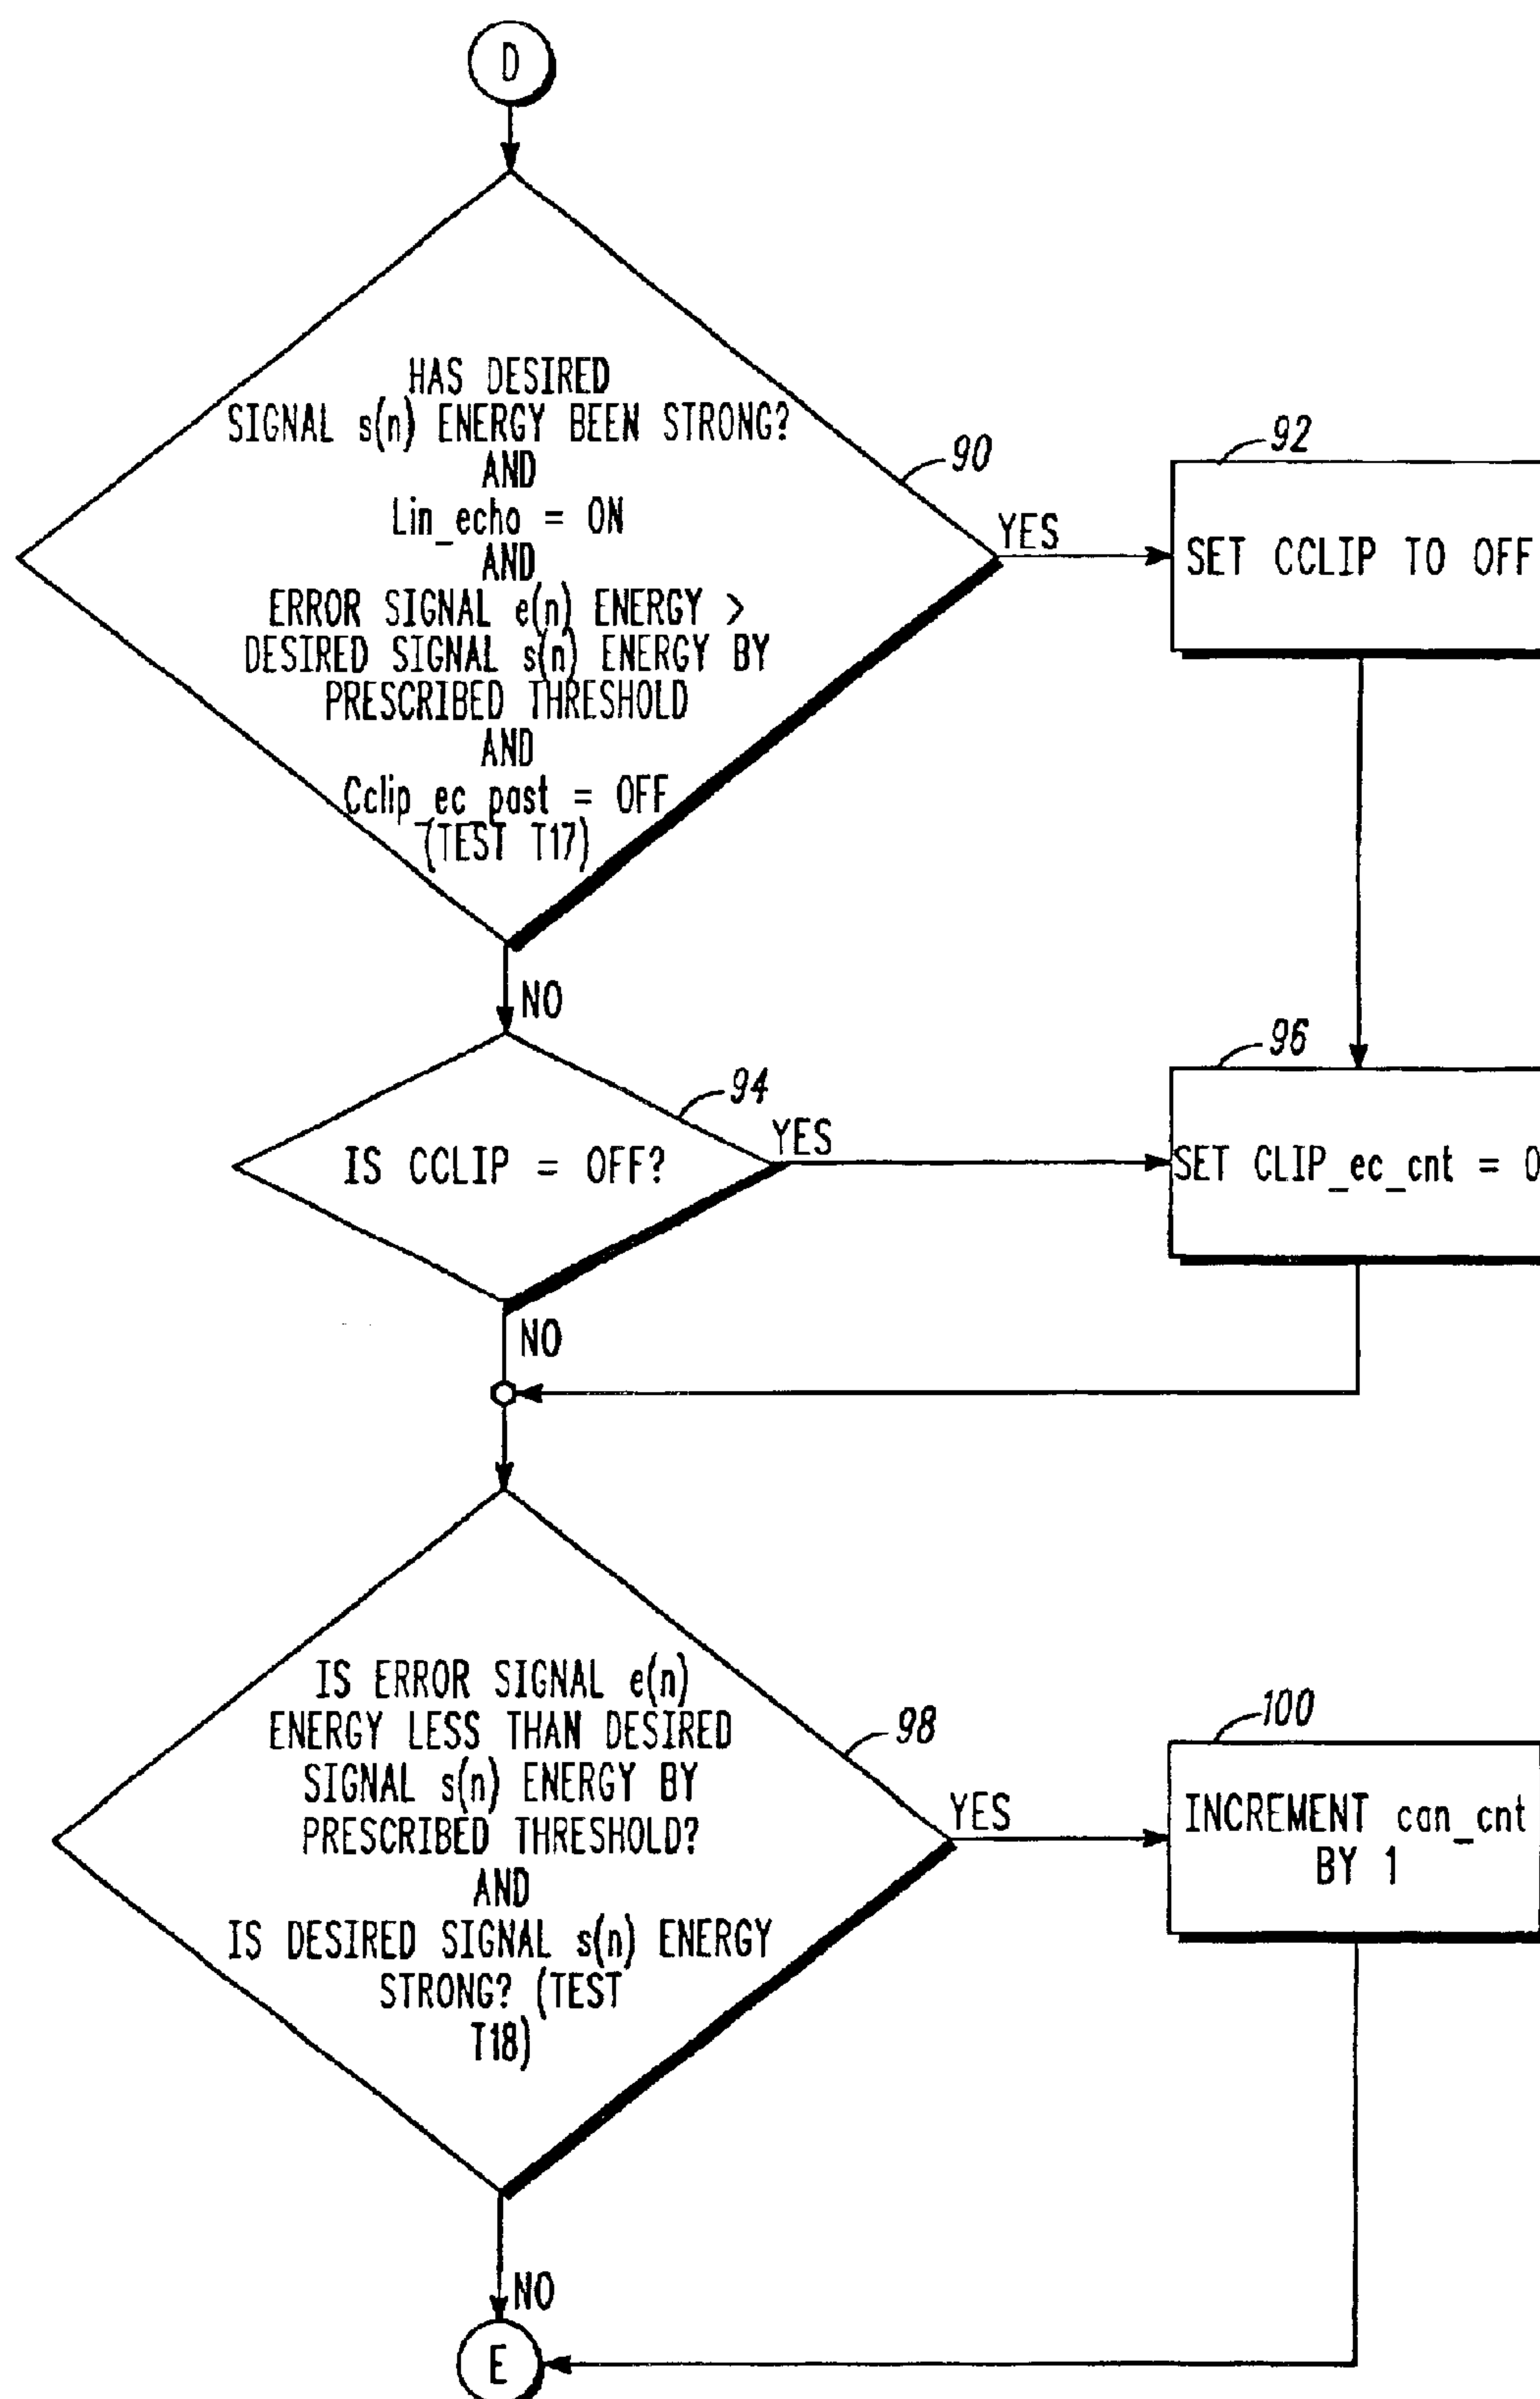 D
HAS DESIRED
SIGNAL s(n) ENERGY BEEN STRONG?
AND
Lin_echo = ON
AND
ERROR SIGNAL e(n) ENERGY >
DESIRED SIGNAL s(n) ENERGY BY
PRESCRIBED THRESHOLD
AND
Cclip_ec_past = OFF
(TEST T17)
90
YES
92
SET CCLIP TO OFF
NO
94
IS CCLIP = OFF?
YES
96
SET CLIP_ec_cnt = 0
NO
IS ERROR SIGNAL e(n)
ENERGY LESS THAN DESIRED
SIGNAL s(n) ENERGY BY
PRESCRIBED THRESHOLD?
AND
IS DESIRED SIGNAL s(n) ENERGY
STRONG? (TEST
T18)
98
YES
100
INCREMENT can_cnt
BY 1
NO
E